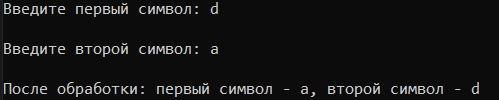 Введите первый символ: d
Введите второй символ: a
После обработки: первый символ - a, второй символ - d